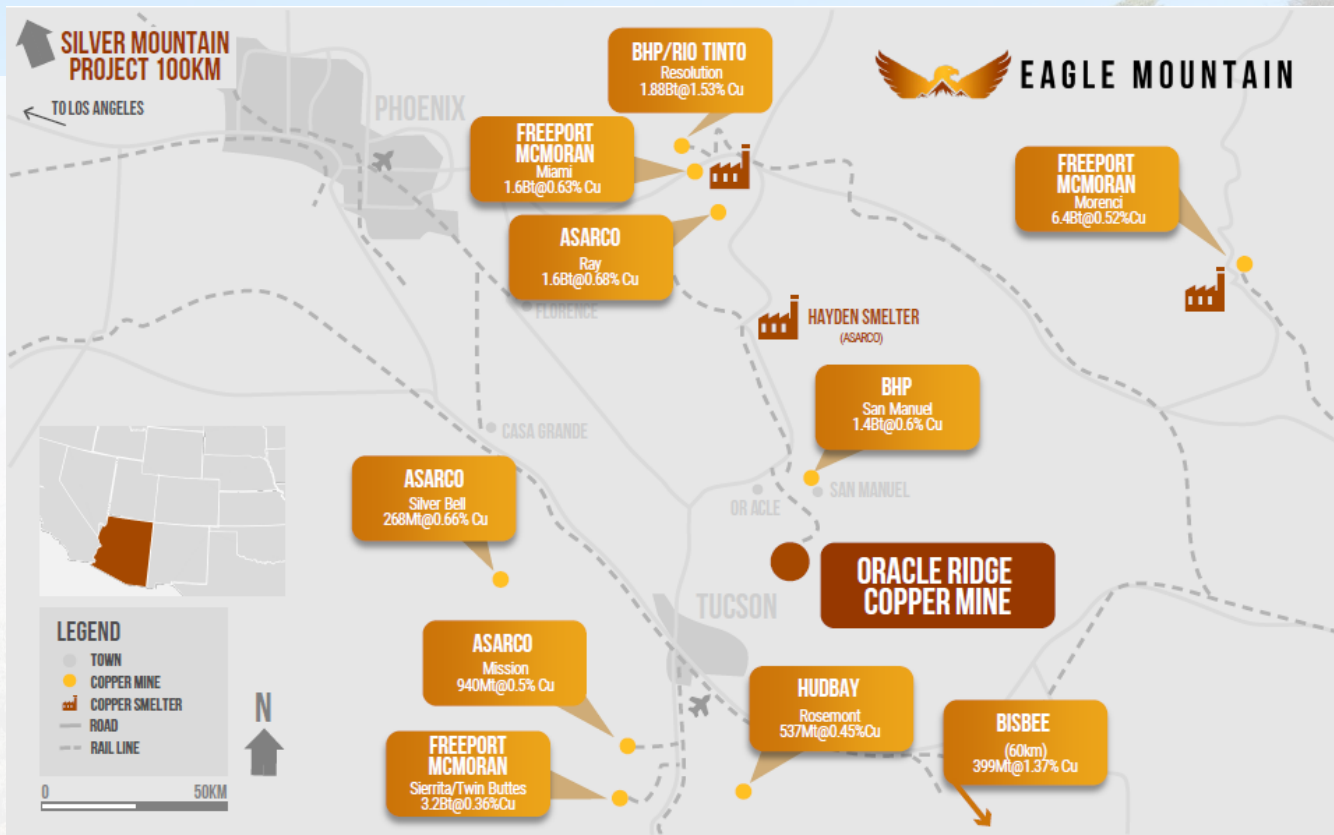 SILVER MOUNTAIN
PROJECT 100KM
TO LOS ANGELES
PHOENIX
BHP/RIO TINTO
Resolution
1.88Bt@1.53% Cu
EAGLE MOUNTAIN
FREEPORT
MCMORAN
Miami
1.6Bt@0.63% Cu
FREEPORT
MCMORAN
Morenci
6.4Bt@0.52%Cu
ASARCO
Ray
1.6Bt@0.68% Cu
FLORENCE
HAYDEN SMELTER
(ASARCO)
BHP
San Manuel
1.4Bt@0.6% Cu
CASA GRANDE
ASARCO
Silver Bell
268Mt@0.66% Cu
OR ACLE
SAN MANUEL
ORACLE RIDGE
COPPER MINE
TUCSON
ASARCO
Mission
940Mt@0.5% Cu
HUDBAY
Rosemont
537Mt@0.45%Cu
BISBEE
(60km)
399Mt@1.37% Cu
FREEPORT
MCMORAN
Sierrita/Twin Buttes
3.2Bt@0.36%Cu
LEGEND
TOWN
COPPER MINE
COPPER SMELTER
ROAD
RAIL LINE
N
0 50KM